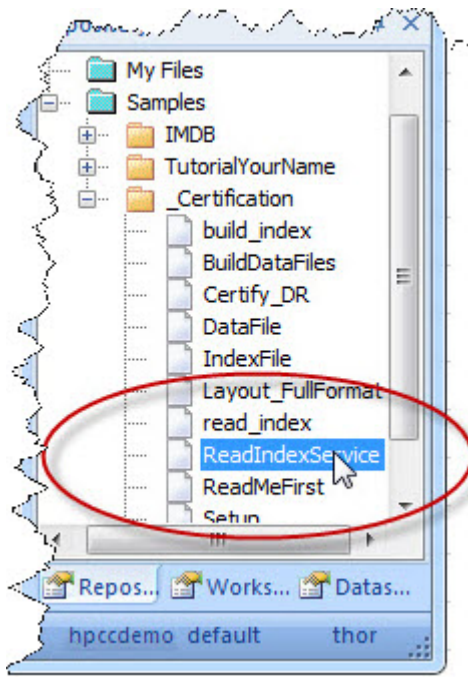 My Files
Samples
IMDB
TutorialYourName
_Certification
build_index
BuildDataFiles
Certify_DR
DataFile
IndexFile
Layout_FullFormat
read_index
ReadIndexService
ReadMeFirst
Setup
Repos... Works... Datas...
hpccdemo default thor